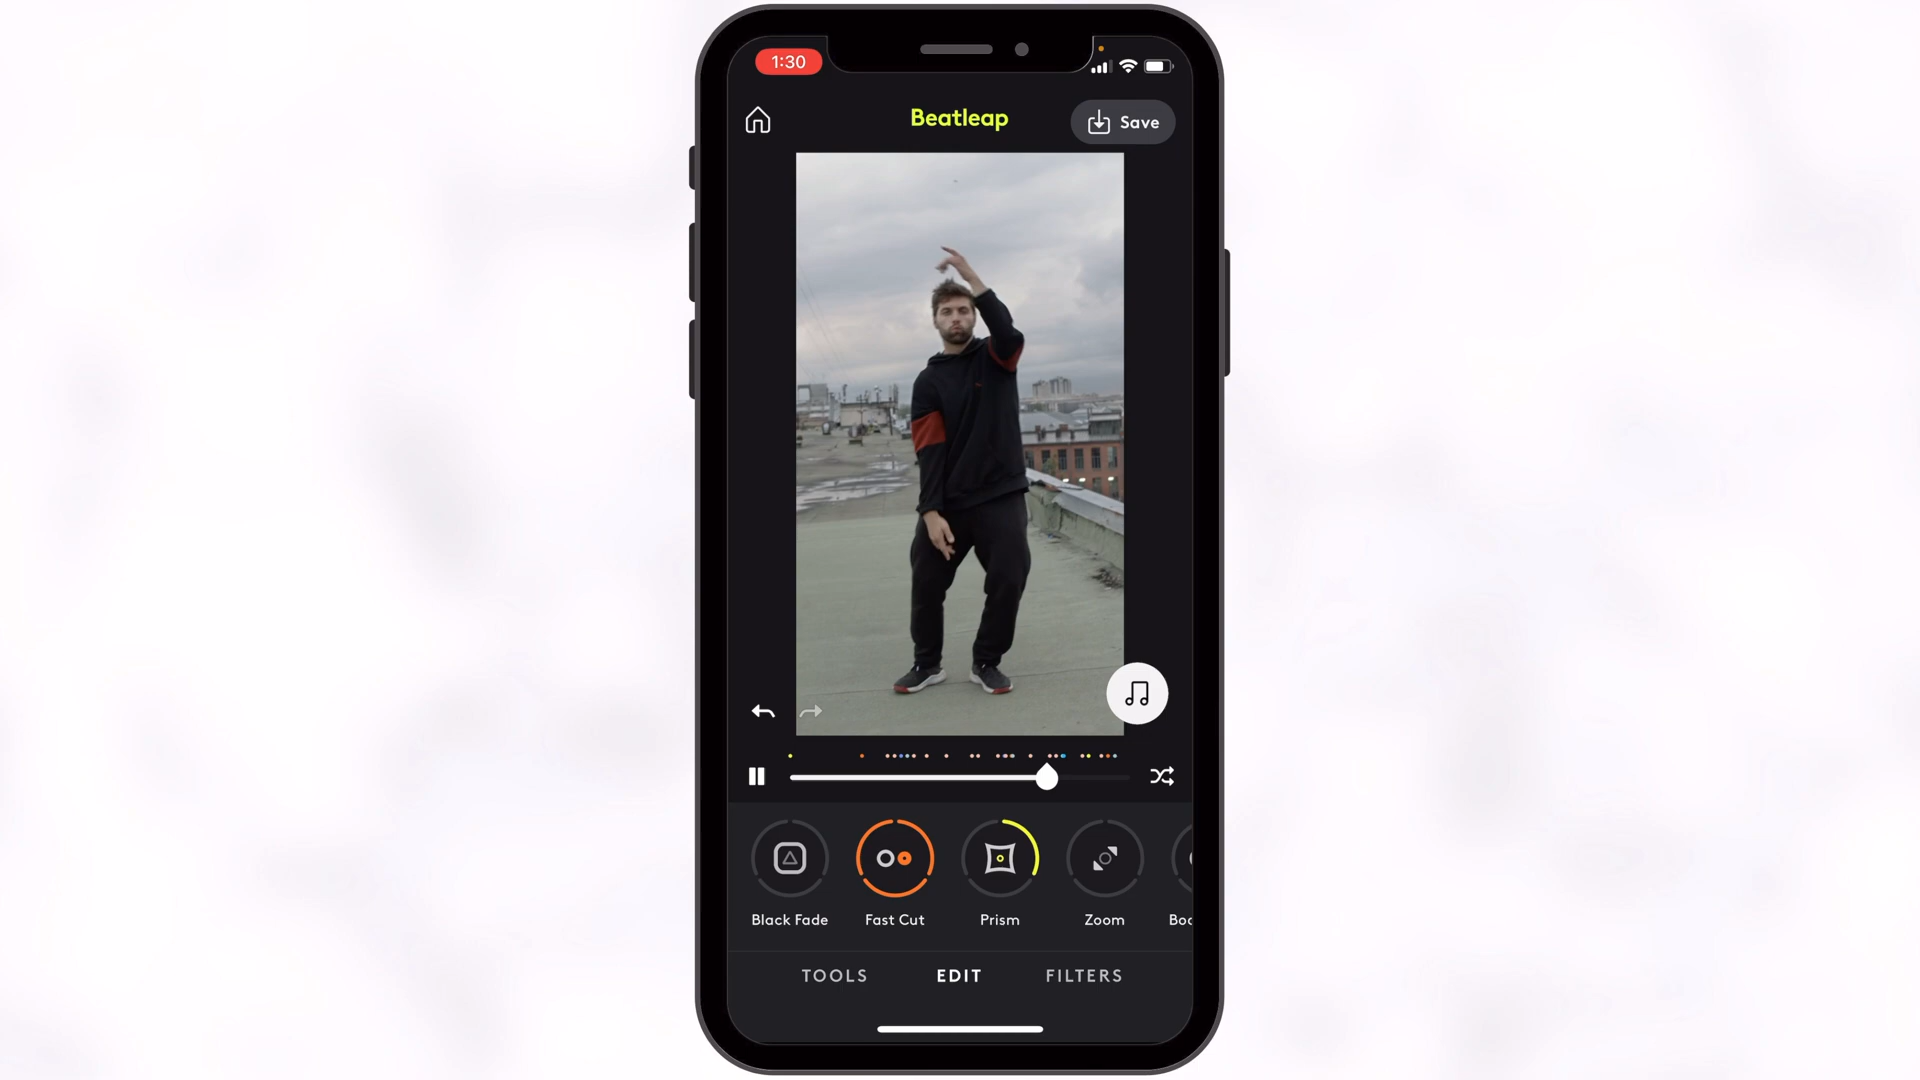 1:30
Beatleap
Save
Black Fade
Fast Cut
Prism
Zoom
TOOLS
EDIT
FILTERS